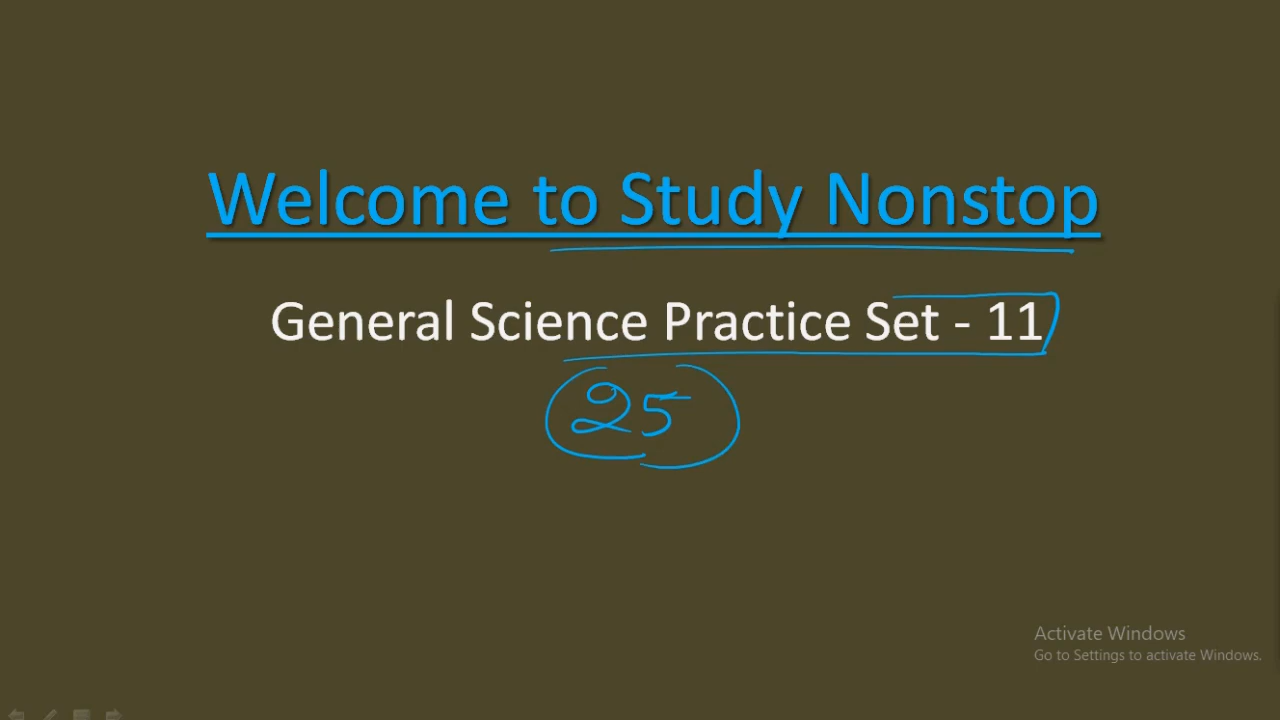 Welcome to Study Nonstop
General Science Practice Set - 11
25
Activate Windows
Go to Settings to activate Windows.